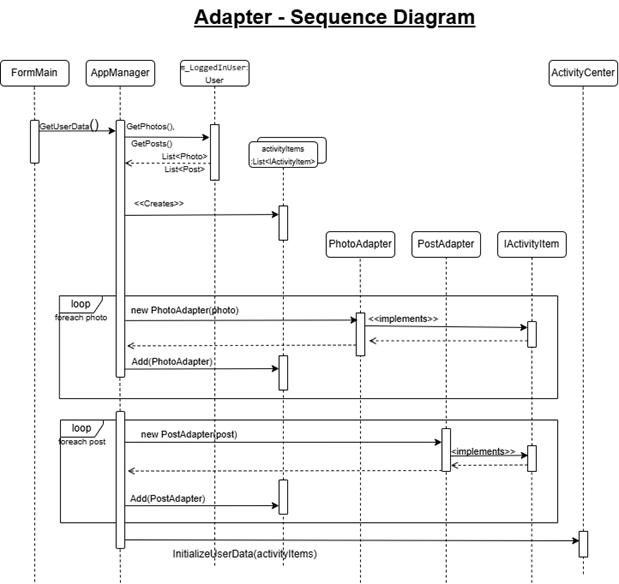 Adapter - Sequence Diagram
FormMain
AppManager
m_LoggedInUser:
User
ActivityCenter
GetUserData()
GetPhotos(),
GetPosts()
List<Photo>
List<Post>
activityItems
:List<IActivityItem>
<<Creates>>
PhotoAdapter
PostAdapter
IActivityItem
loop
foreach photo
new PhotoAdapter(photo)
<<implements>>
Add(PhotoAdapter)
loop
foreach post
new PostAdapter(post)
<implements>>
Add(PostAdapter)
InitializeUserData(activityItems)